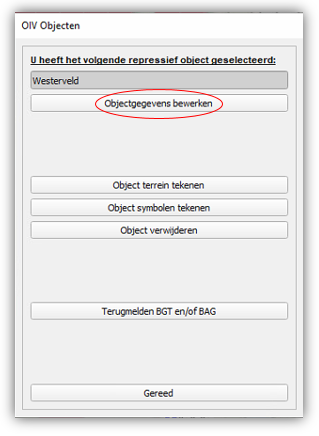 OIV Objecten
U heeft het volgende repressief object geselecteerd:
Westerveld
Objectgegevens bewerken
Object terrein tekenen
Object symbolen tekenen
Object verwijderen
Terugmelden BGT en/of BAG
Gereed